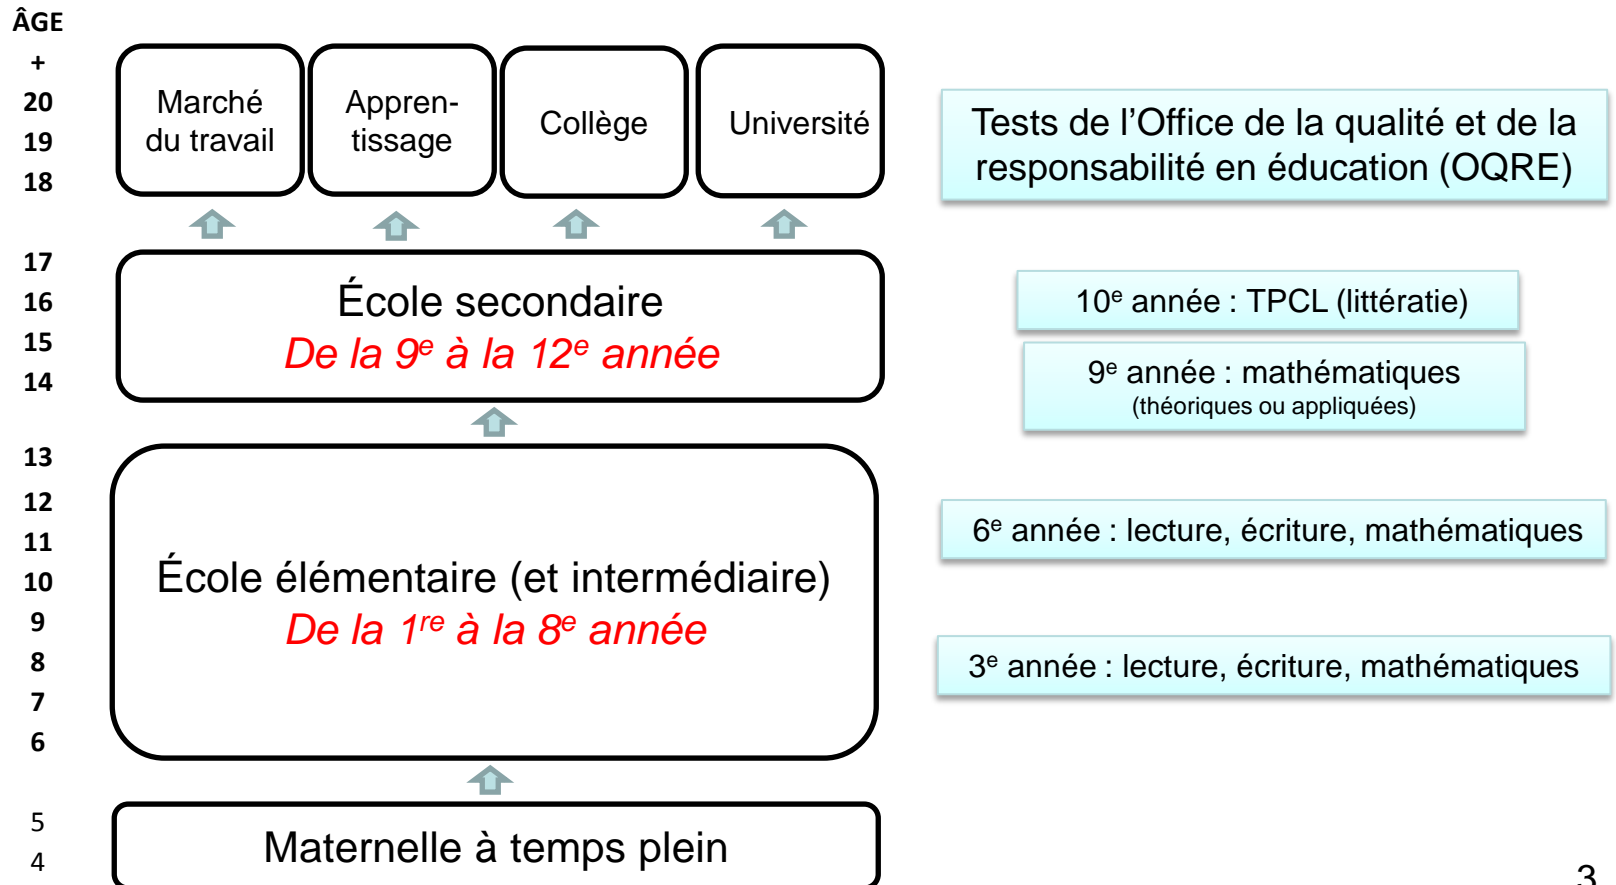 ÂGE
+
20
19
18
Marché
du travail
Appren-
tissage
Collège
Université
Tests de l’Office de la qualité et de la
responsabilité en éducation (OQRE)
17
16
15
14
École secondaire
De la 9e à la 12e année
10e année : TPCL (littératie)
9e année : mathématiques
(théoriques ou appliquées)
13
12
11
10
9
8
7
6
École élémentaire (et intermédiaire)
De la 1re à la 8e année
6e année : lecture, écriture, mathématiques
3e année : lecture, écriture, mathématiques
5
4
Maternelle à temps plein
3